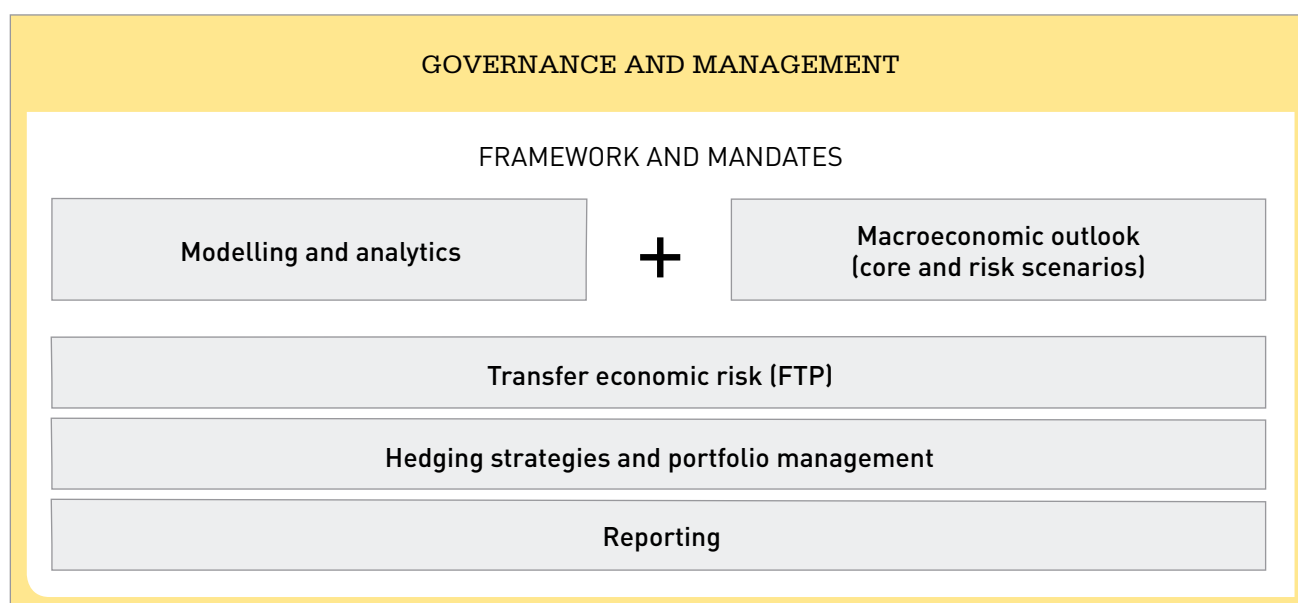 GOVERNANCE AND MANAGEMENT
FRAMEWORK AND MANDATES
Modelling and analytics
+
Macroeconomic outlook
(core and risk scenarios)
Transfer economic risk (FTP)
Hedging strategies and portfolio management
Reporting